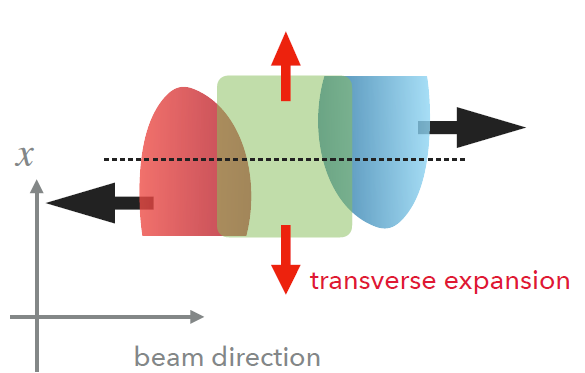 x
transverse expansion
beam direction